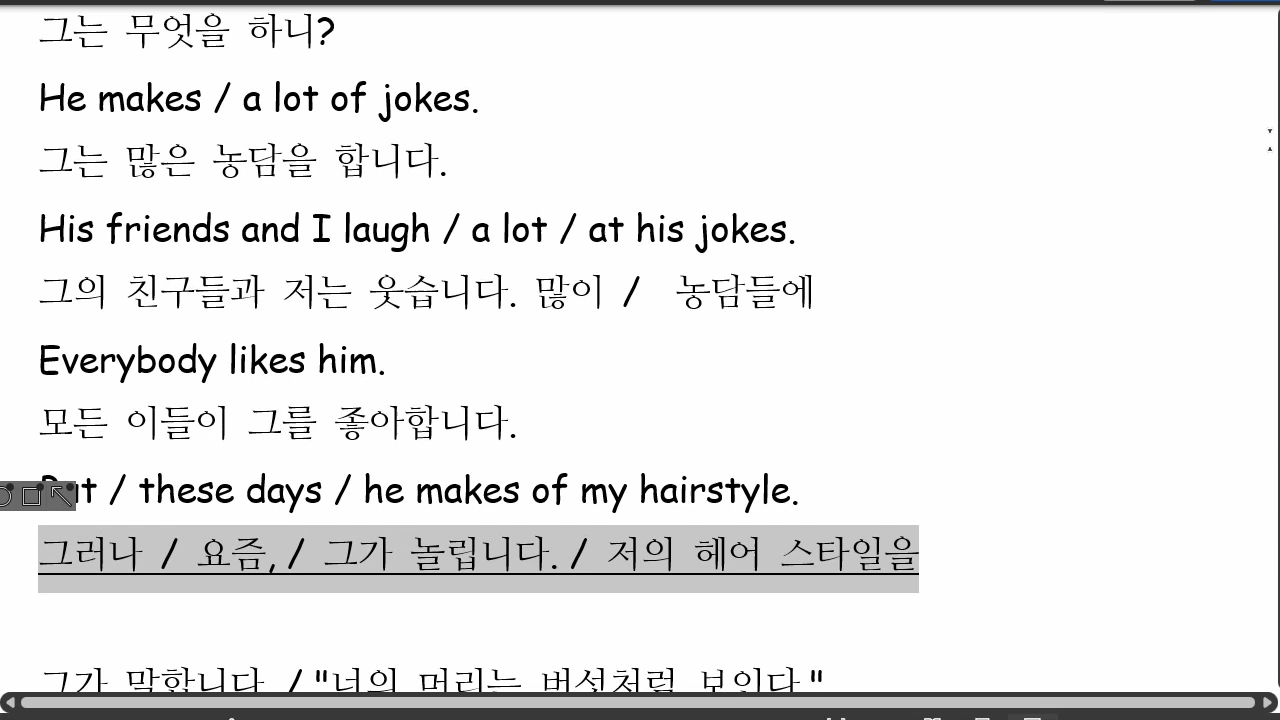 그는 무엇을 하니?
He makes / a lot of jokes.
그는 많은 농담을 합니다.
His friends and I laugh / a lot / at his jokes.
그의 친구들과 저는 웃습니다. 많이 / 농담들에
Everybody likes him.
모든 이들이 그를 좋아합니다.
But / these days / he makes of my hairstyle.
그러나 / 요즘, / 그가 놀립니다. / 저의 헤어 스타일을
그가 말합니다. / "너의 머리는 버섯처럼 보인다."